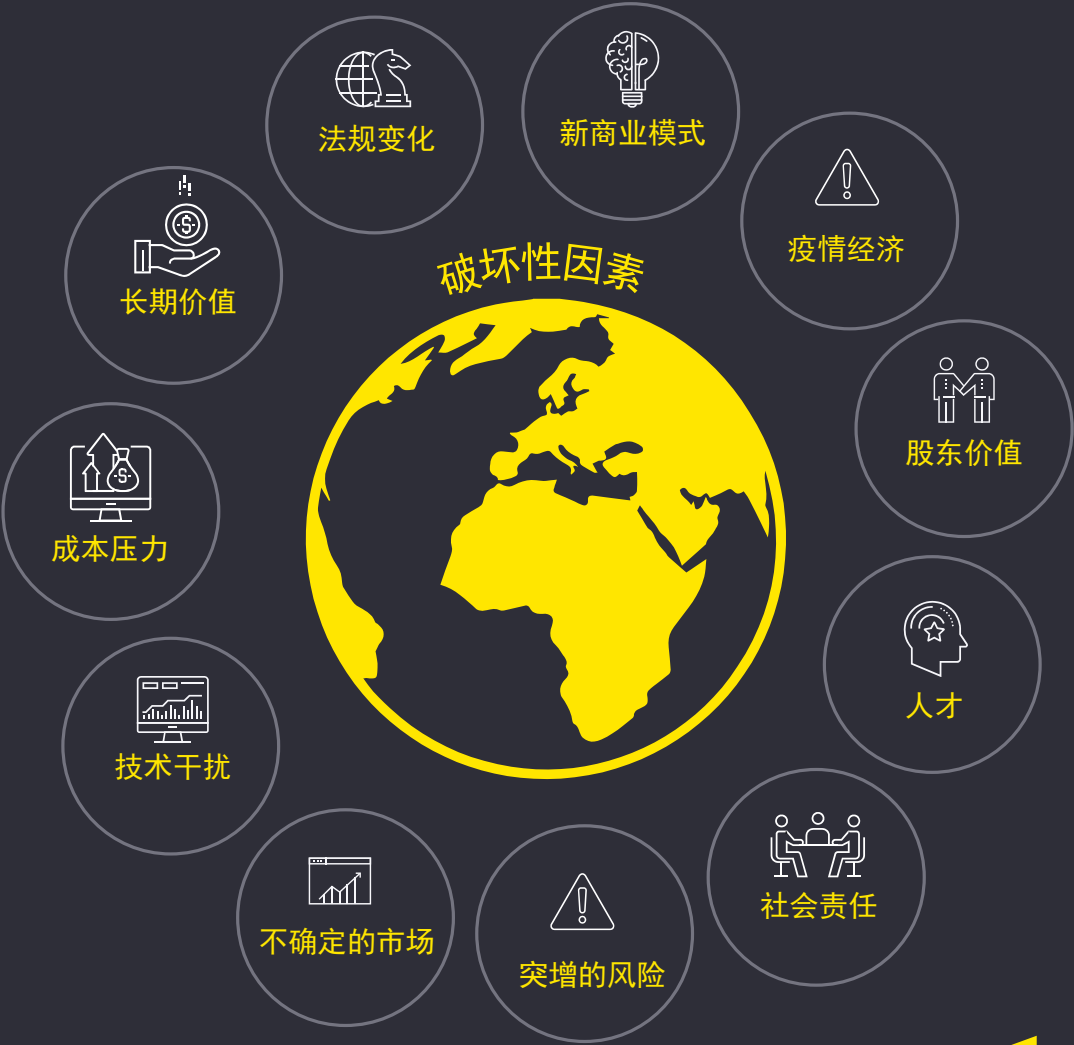 法规变化
新商业模式
疫情经济
长期价值
破坏性因素
股东价值
成本压力
人才
技术干扰
社会责任
不确定的市场
突增的风险